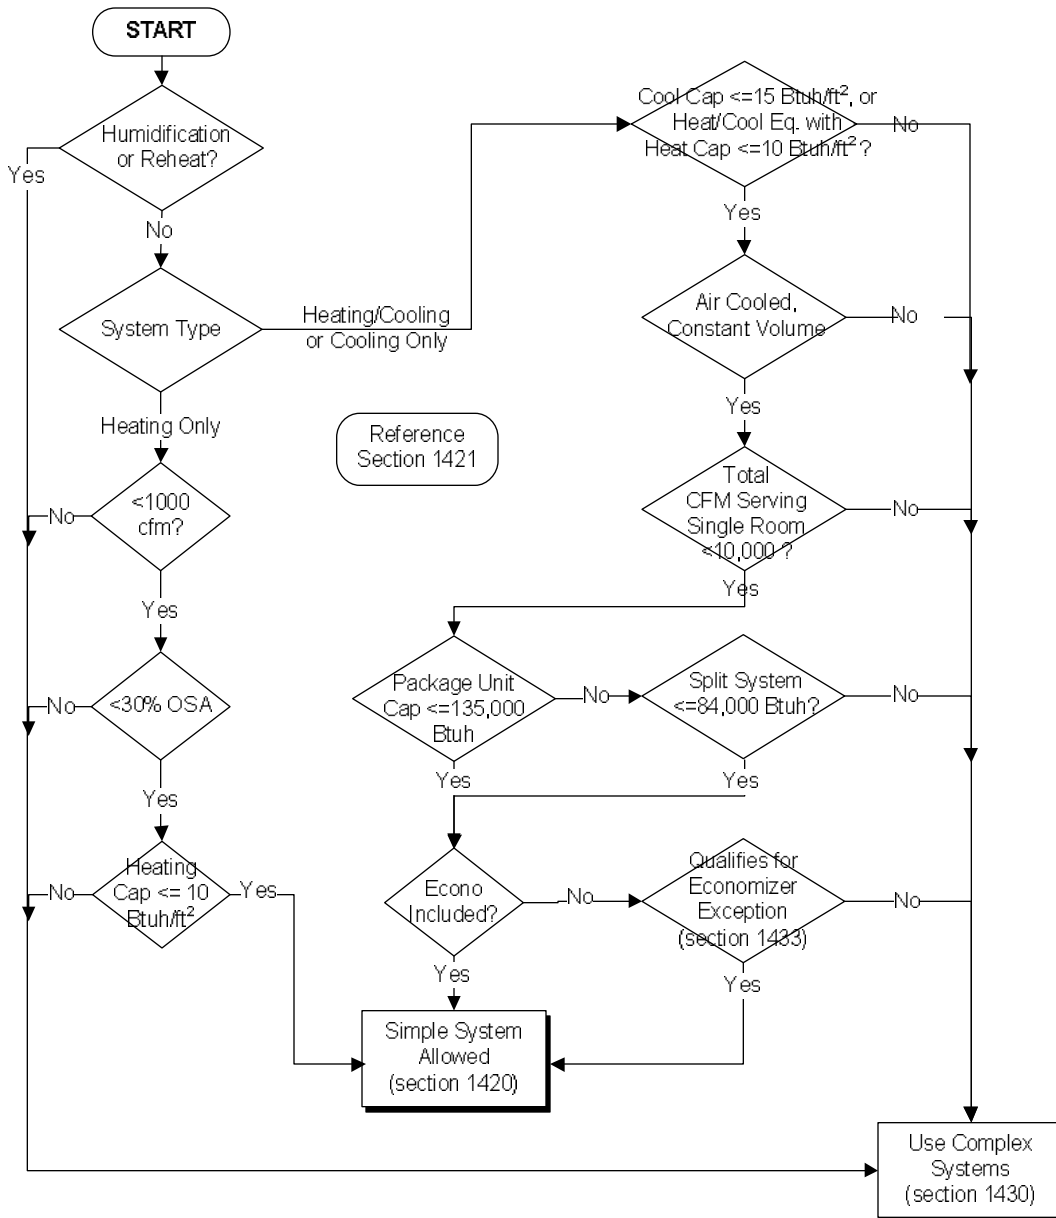 START
Humidification
or Reheat?
Yes
No
System Type
Heating/Cooling
or Cooling Only
Heating Only
<1000
cfm?
No
Yes
<30% OSA
No
Yes
Heating
Cap <= 10
Btuh/ft²
No
Yes
Reference
Section 1421
Cool Cap <=15 Btuh/ft², or
Heat/Cool Eq. with
Heat Cap <=10 Btuh/ft² ?
No
Yes
Air Cooled,
Constant Volume
No
Yes
Total
CFM Serving
Single Room
<10,000 ?
No
Yes
Package Unit
Cap <=135,000
Btuh
No
Yes
Split System
<=84,000 Btuh?
No
Yes
Econo
Included?
No
Yes
Qualifies for
Economizer
Exception
(section 1433)
No
Yes
Simple System
Allowed
(section 1420)
Use Complex
Systems
(section 1430)